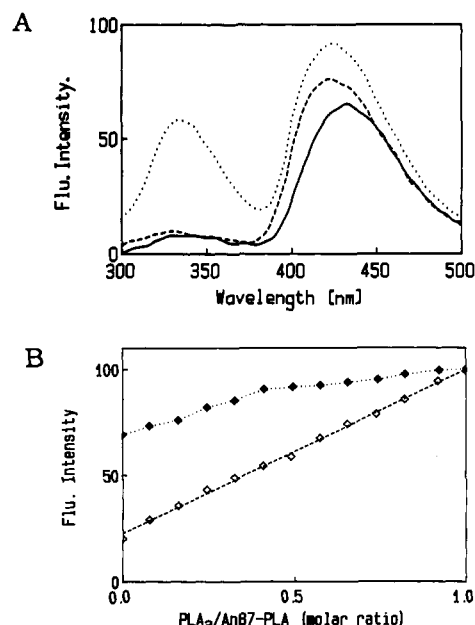 A
100
50
0
Flu. Intensity.
300
350
400
450
500
Wavelength [nm]
B
100
50
0
Flu. Intensity
0.0
0.5
1.0
PLA₂/AnB7-PLA (molar ratio)